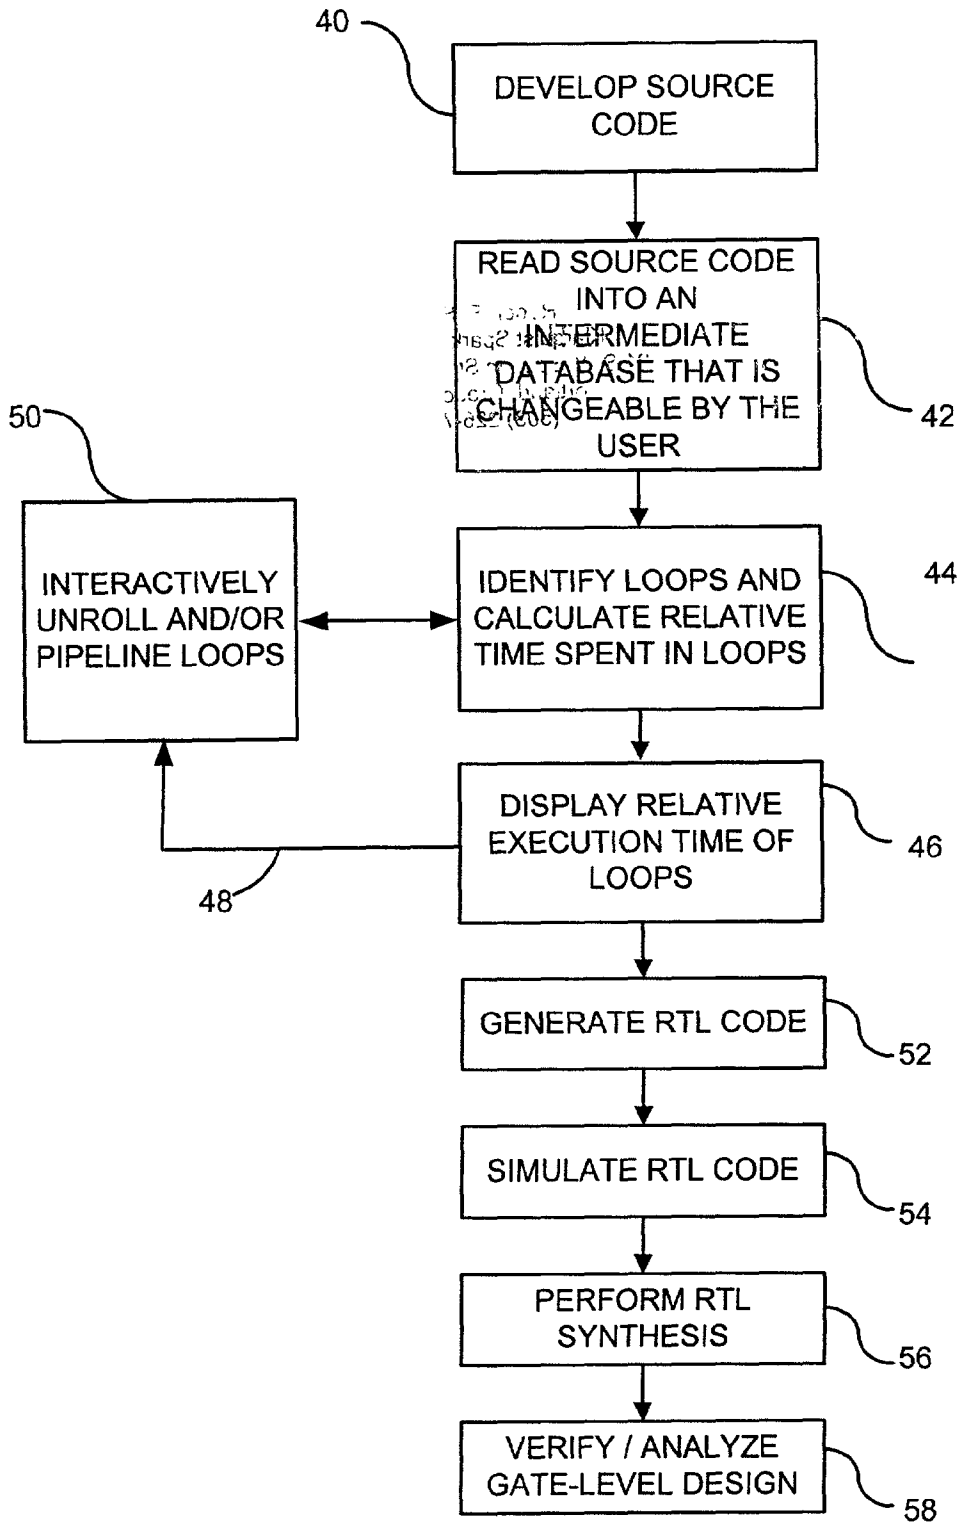 40
DEVELOP SOURCE
CODE
READ SOURCE CODE
INTO AN
INTERMEDIATE
DATABASE THAT IS
CHANGEABLE BY THE
USER
42
50
INTERACTIVELY
UNROLL AND/OR
PIPELINE LOOPS
IDENTIFY LOOPS AND
CALCULATE RELATIVE
TIME SPENT IN LOOPS
44
DISPLAY RELATIVE
EXECUTION TIME OF
LOOPS
46
48
GENERATE RTL CODE
52
SIMULATE RTL CODE
54
PERFORM RTL
SYNTHESIS
56
VERIFY / ANALYZE
GATE-LEVEL DESIGN
58